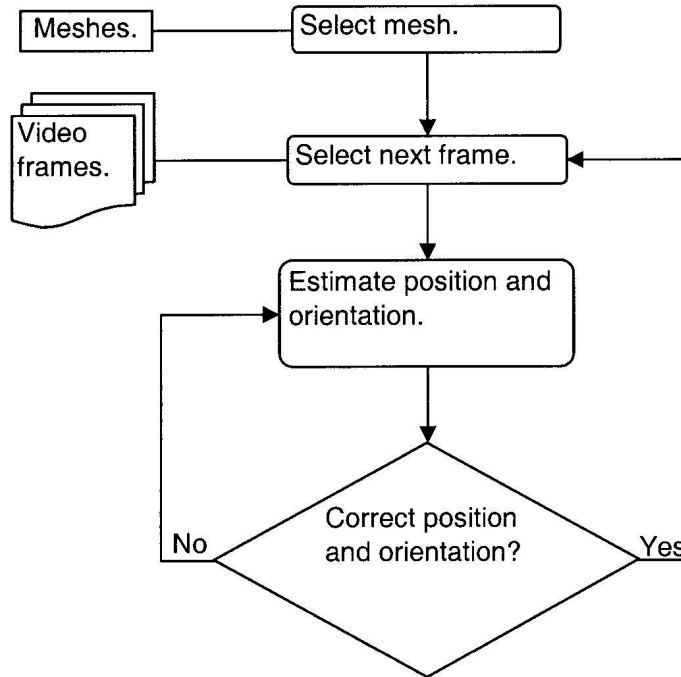 Meshes.
Select mesh.
Video
frames.
Select next frame.
Estimate position and
orientation.
Correct position
and orientation?
No
Yes